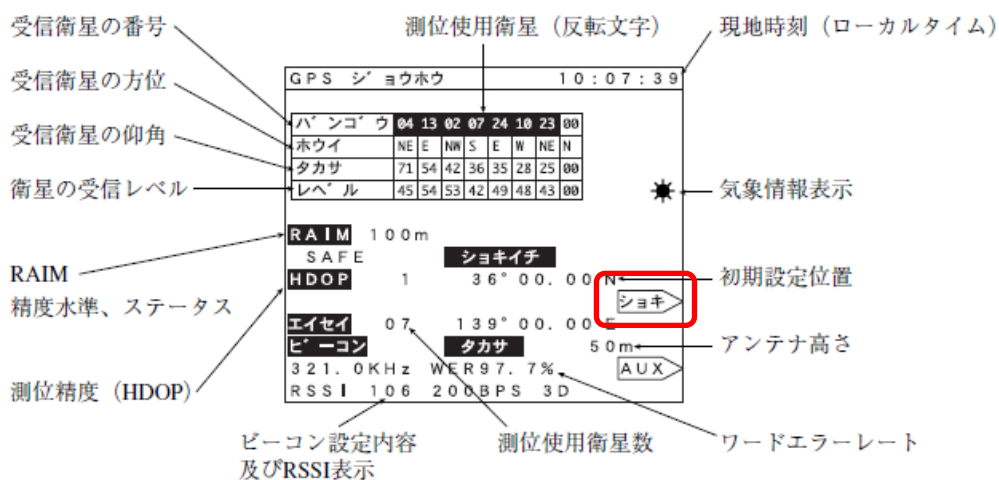 受信衛星の番号
測位使用衛星（反転文字）
現地時刻（ローカルタイム）
受信衛星の方位
受信衛星の仰角
衛星の受信レベル
GPS ジョウホウ 10:07:39
バンゴウ 04 13 02 07 24 10 23 00
ホウイ NE E NW S E W NE N
タカサ 71 54 42 36 35 28 25 00
レベル 45 54 53 42 49 48 43 00
気象情報表示
RAIM 100m
SAFE ショキイチ
HDOP 1 36°00.00 N
ショキ
エイセイ 07 139°00.00 E
ビーコン タカサ 50m
321.0KHz WER97.7% AUX
RSSI 106 200BPS 3D
RAIM
精度水準、ステータス
測位精度（HDOP）
初期設定位置
アンテナ高さ
ビーコン設定内容
及びRSSI表示
測位使用衛星数
ワードエラーレート